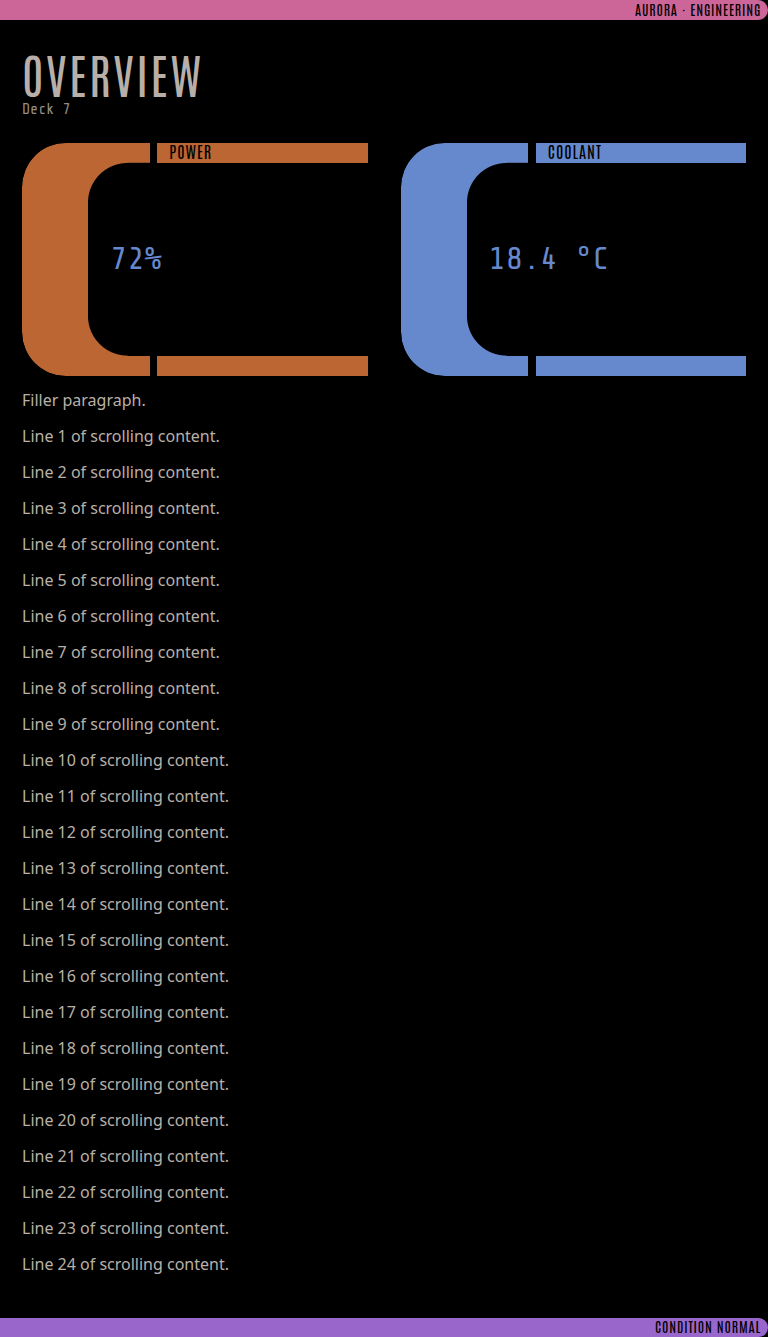 AURORA · ENGINEERING
OVERVIEW
Deck 7
POWER
COOLANT
72%
18.4 °C
Filler paragraph.
Line 1 of scrolling content.
Line 2 of scrolling content.
Line 3 of scrolling content.
Line 4 of scrolling content.
Line 5 of scrolling content.
Line 6 of scrolling content.
Line 7 of scrolling content.
Line 8 of scrolling content.
Line 9 of scrolling content.
Line 10 of scrolling content.
Line 11 of scrolling content.
Line 12 of scrolling content.
Line 13 of scrolling content.
Line 14 of scrolling content.
Line 15 of scrolling content.
Line 16 of scrolling content.
Line 17 of scrolling content.
Line 18 of scrolling content.
Line 19 of scrolling content.
Line 20 of scrolling content.
Line 21 of scrolling content.
Line 22 of scrolling content.
Line 23 of scrolling content.
Line 24 of scrolling content.
CONDITION NORMAL